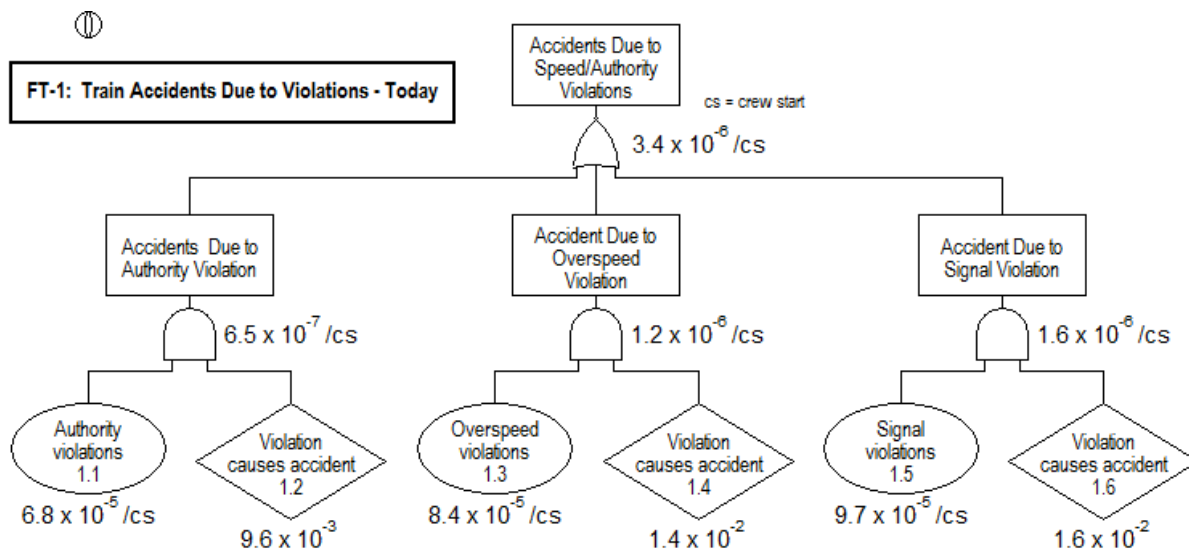 Accidents Due to
Speed/Authority
Violations
FT-1: Train Accidents Due to Violations - Today
cs = crew start
3.4 x 10⁻⁶ /cs
Accidents Due to
Authority Violation
Accident Due to
Overspeed
Violation
Accident Due to
Signal Violation
6.5 x 10⁻⁷ /cs
1.2 x 10⁻⁶ /cs
1.6 x 10⁻⁶ /cs
Authority
violations
1.1
Violation
causes accident
1.2
Overspeed
violations
1.3
Violation
causes accident
1.4
Signal
violations
1.5
Violation
causes accident
1.6
6.8 x 10⁻⁵ /cs
9.6 x 10⁻³
8.4 x 10⁻⁵ /cs
1.4 x 10⁻²
9.7 x 10⁻⁵ /cs
1.6 x 10⁻²